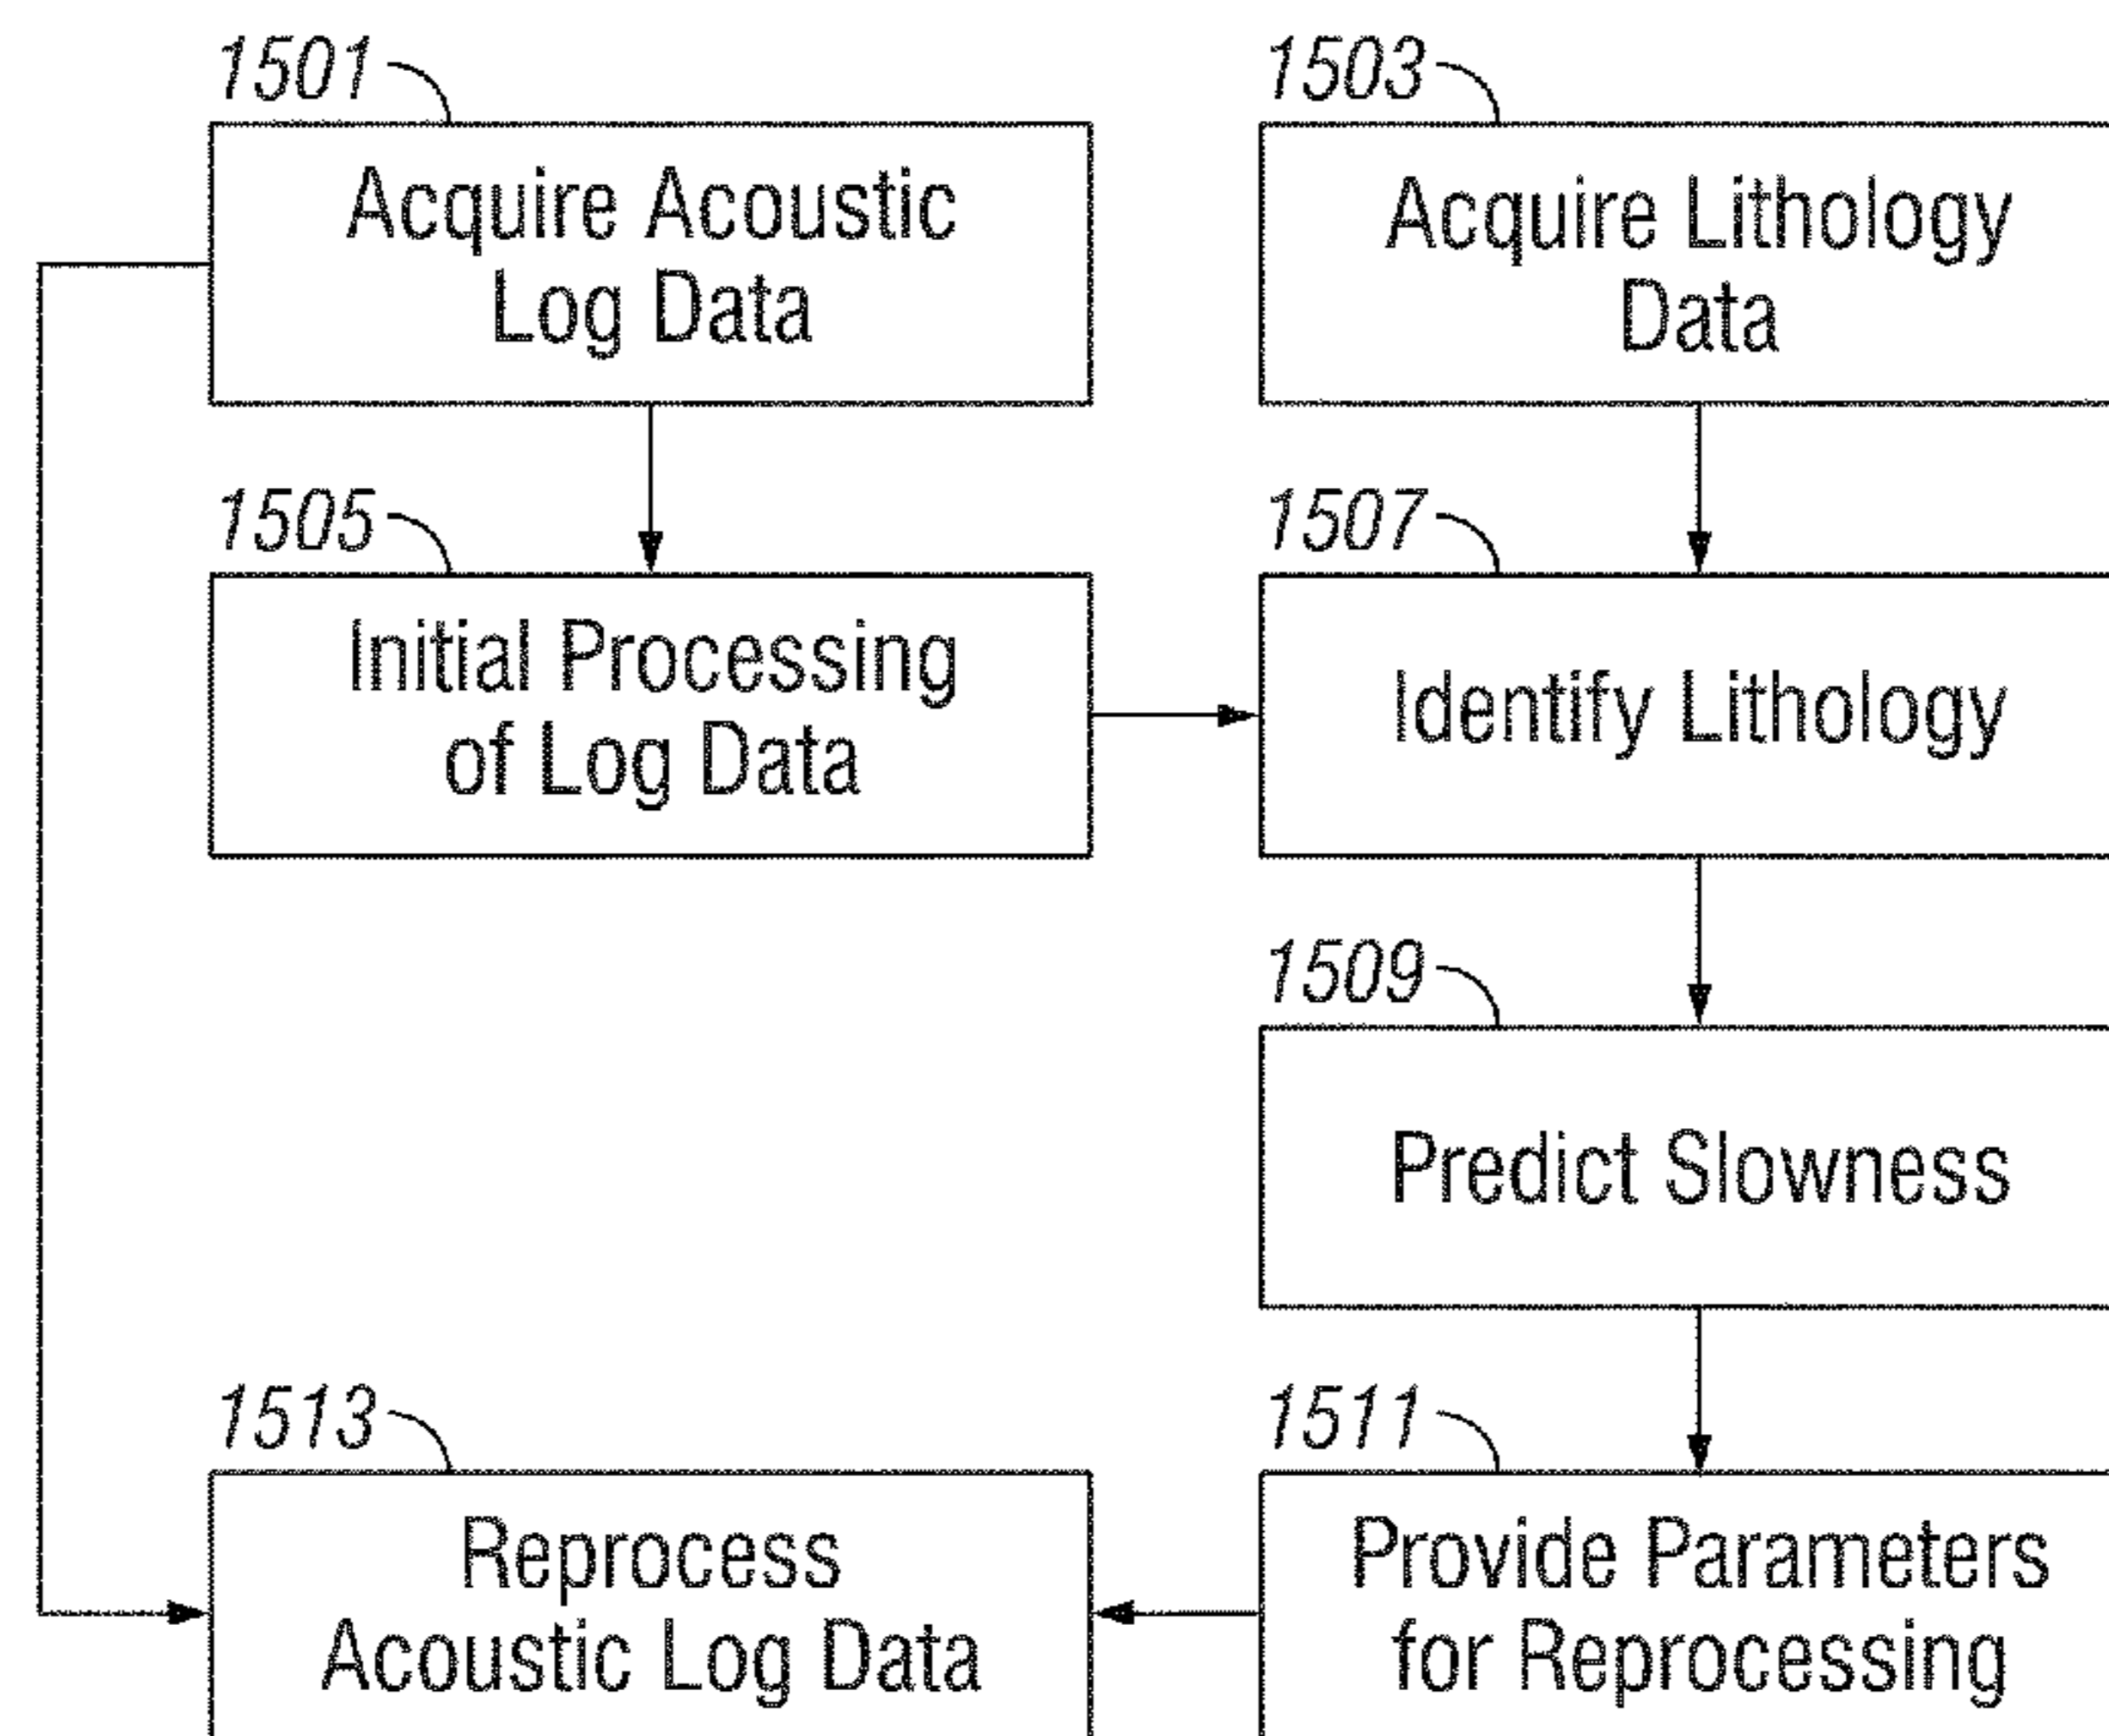 1501
Acquire Acoustic
Log Data
1503
Acquire Lithology
Data
1505
Initial Processing
of Log Data
1507
Identify Lithology
1509
Predict Slowness
1513
Reprocess
Acoustic Log Data
1511
Provide Parameters
for Reprocessing